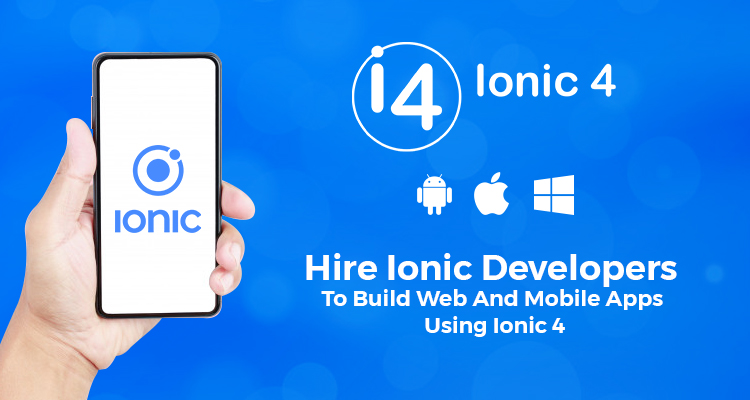 IONIC
i4 Ionic 4
Hire Ionic Developers
To Build Web And Mobile Apps
Using Ionic 4